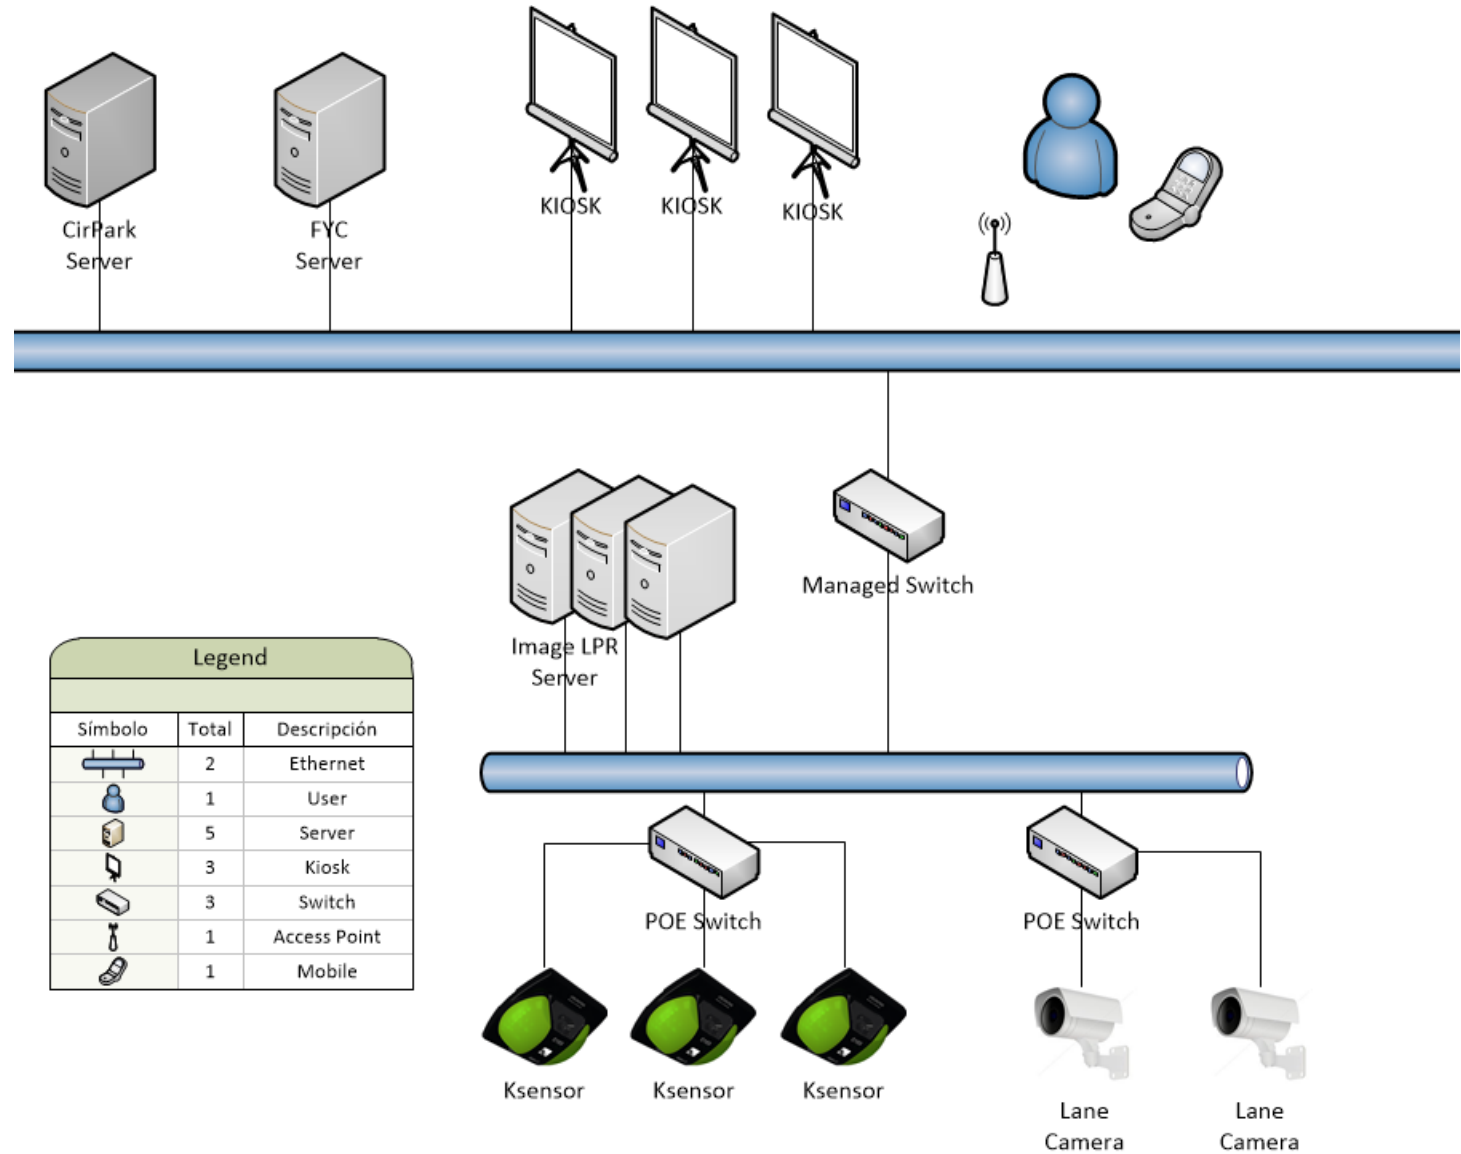 KIOSK
KIOSK
KIOSK
CirPark
Server
FYC
Server
Managed Switch
Image LPR
Server
Legend
Símbolo Total Descripción
2 Ethernet
1 User
5 Server
3 Kiosk
3 Switch
1 Access Point
1 Mobile
POE Switch
POE Switch
Ksensor
Ksensor
Ksensor
Lane
Camera
Lane
Camera